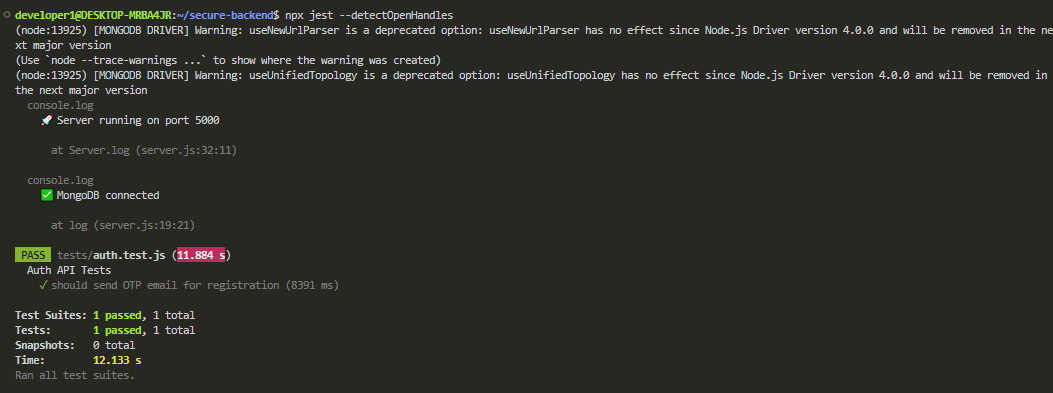 developer1@DESKTOP-MRBA4JR:~/secure-backend$ npx jest --detectOpenHandles
(node:13925) [MONGODB DRIVER] Warning: useNewUrlParser is a deprecated option: useNewUrlParser has no effect since Node.js Driver version 4.0.0 and will be removed in the ne
xt major version
(Use `node --trace-warnings ...` to show where the warning was created)
(node:13925) [MONGODB DRIVER] Warning: useUnifiedTopology is a deprecated option: useUnifiedTopology has no effect since Node.js Driver version 4.0.0 and will be removed in
the next major version
console.log
🚀 Server running on port 5000
at Server.log (server.js:32:11)
console.log
✅ MongoDB connected
at log (server.js:19:21)
PASS tests/auth.test.js (11.884 s)
Auth API Tests
✓ should send OTP email for registration (8391 ms)
Test Suites: 1 passed, 1 total
Tests: 1 passed, 1 total
Snapshots: 0 total
Time: 12.133 s
Ran all test suites.